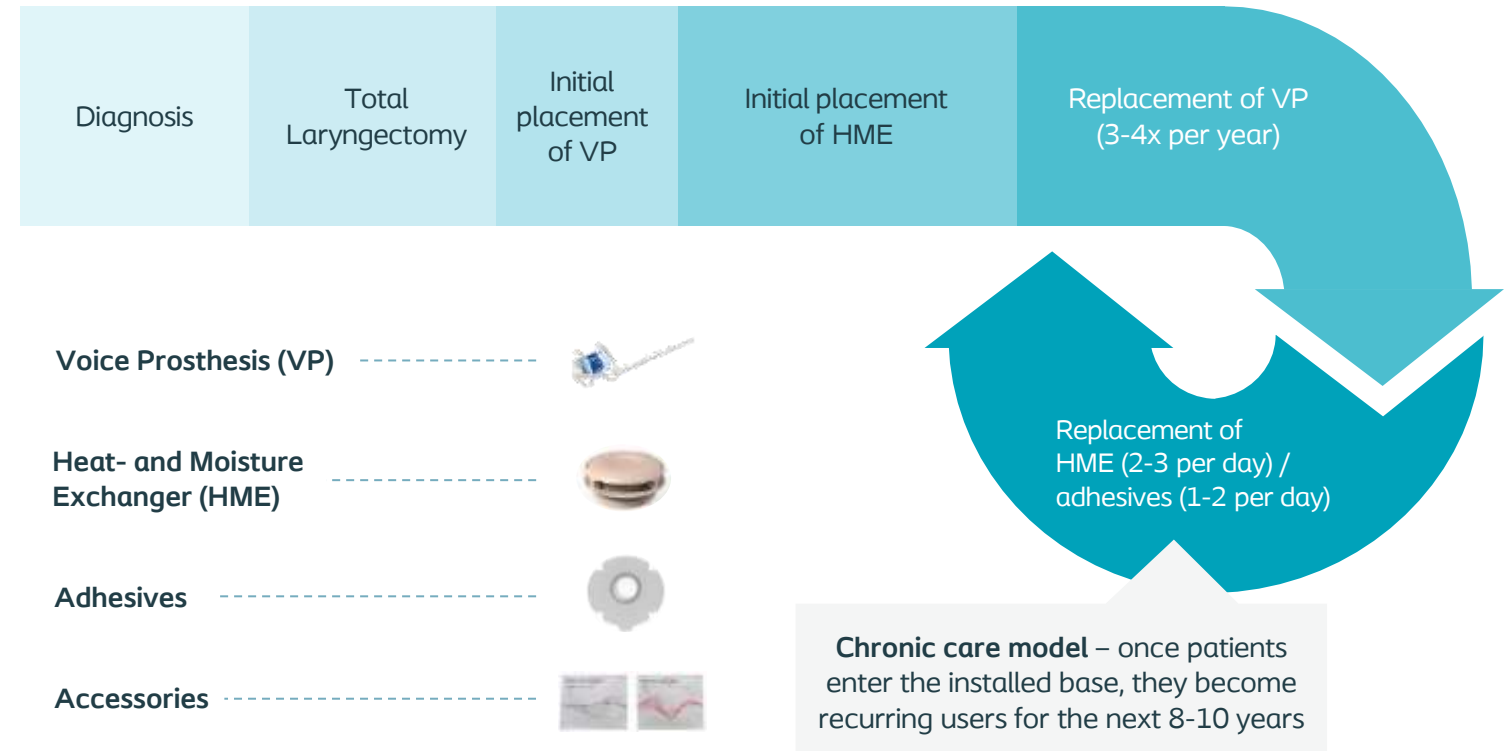 Diagnosis
Total
Laryngectomy
Initial
placement
of VP
Initial placement
of HME
Replacement of VP
(3-4x per year)
Voice Prosthesis (VP)
Heat- and Moisture
Exchanger (HME)
Adhesives
Accessories
Replacement of
HME (2-3 per day) /
adhesives (1-2 per day)
Chronic care model – once patients
enter the installed base, they become
recurring users for the next 8-10 years